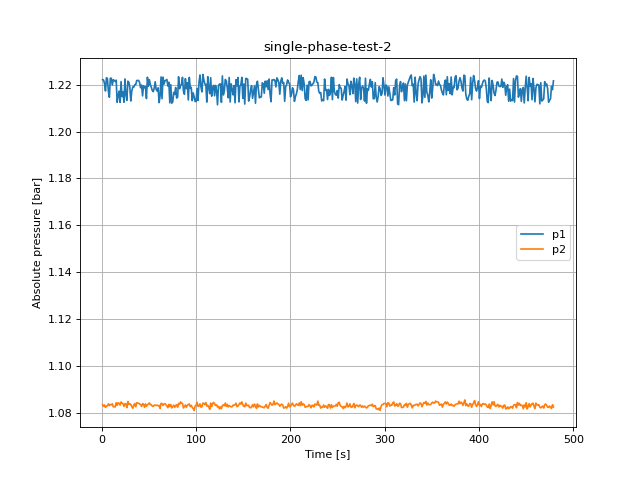 single-phase-test-2
Absolute pressure [bar]
1.22
1.20
1.18
1.16
1.14
1.12
1.10
1.08
p1
p2
0 100 200 300 400 500
Time [s]